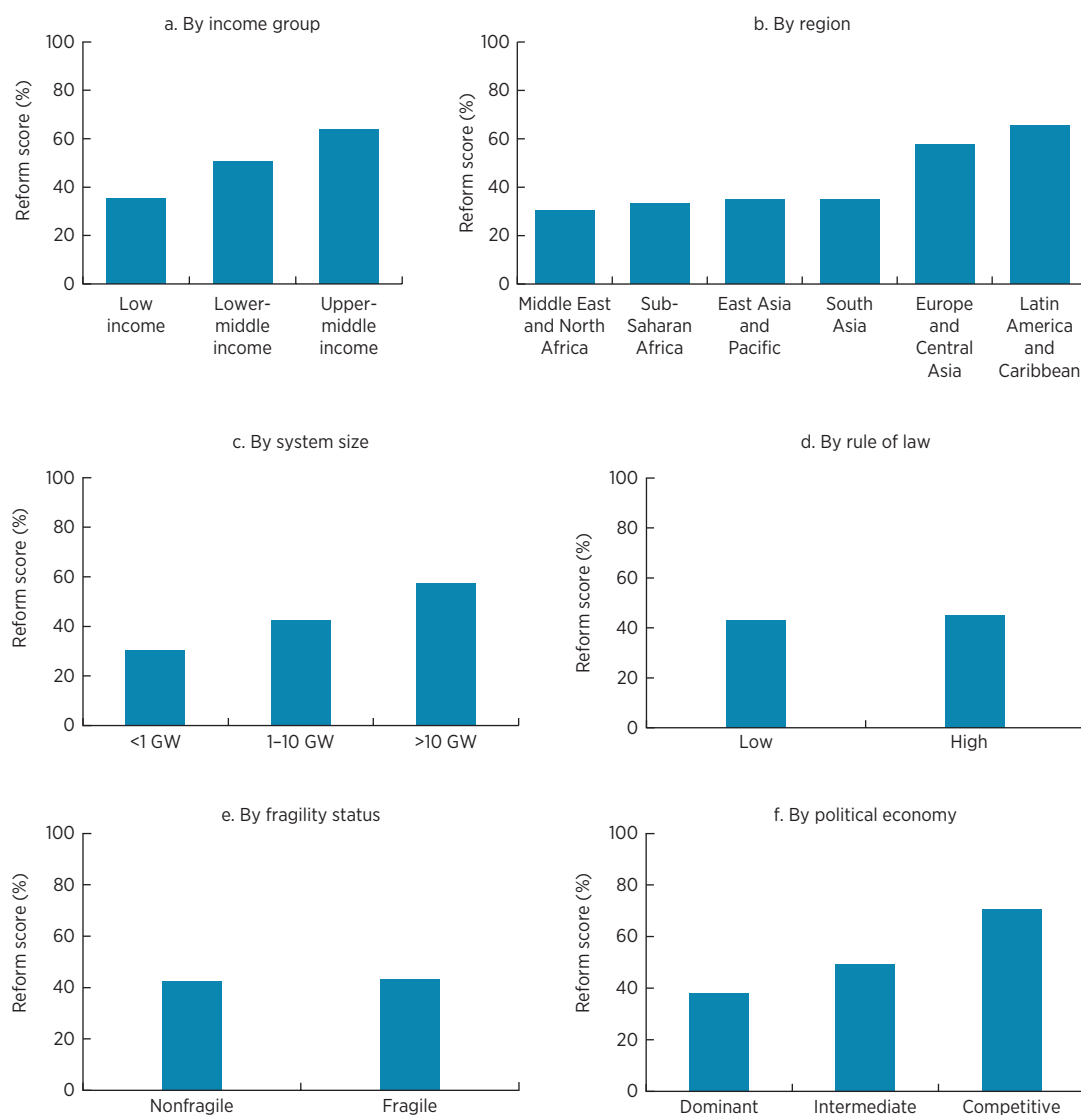 a. By income group
Reform score (%)
100
80
60
40
20
0
Low
income
Lower-
middle
income
Upper-
middle
income
b. By region
Reform score (%)
100
80
60
40
20
0
Middle East
and North
Africa
Sub-
Saharan
Africa
East Asia
and
Pacific
South
Asia
Europe
and
Central
Asia
Latin
America
and
Caribbean
c. By system size
Reform score (%)
100
80
60
40
20
0
<1 GW
1–10 GW
>10 GW
d. By rule of law
Reform score (%)
100
80
60
40
20
0
Low
High
e. By fragility status
Reform score (%)
100
80
60
40
20
0
Nonfragile
Fragile
f. By political economy
Reform score (%)
100
80
60
40
20
0
Dominant
Intermediate
Competitive